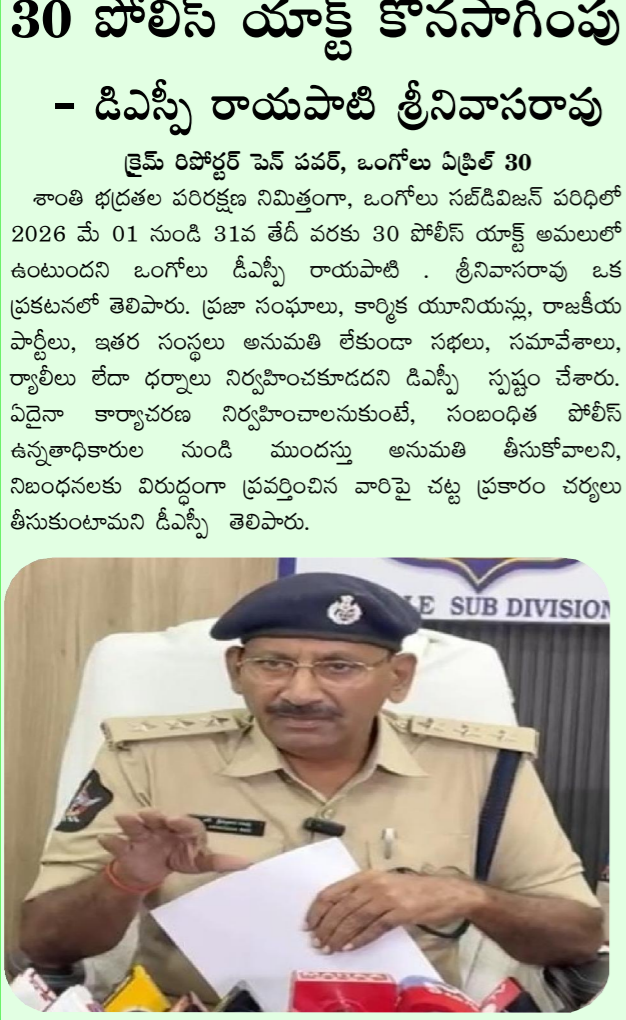 30 పోలీస్ యాక్ట్ కొనసాగింపు
- డిఎస్పీ రాయపాటి శ్రీనివాసరావు
క్రైమ్ రిపోర్టర్ పెన్ పవర్, ఒంగోలు ఏప్రిల్ 30
శాంతి భద్రతల పరిరక్షణ నిమిత్తంగా, ఒంగోలు సబ్‌డివిజన్ పరిధిలో
2026 మే 01 నుండి 31వ తేదీ వరకు 30 పోలీస్ యాక్ట్ అమలులో
ఉంటుందని ఒంగోలు డీఎస్పీ రాయపాటి . శ్రీనివాసరావు ఒక
ప్రకటనలో తెలిపారు. ప్రజా సంఘాలు, కార్మిక యూనియన్లు, రాజకీయ
పార్టీలు, ఇతర సంస్థలు అనుమతి లేకుండా సభలు, సమావేశాలు,
ర్యాలీలు లేదా ధర్నాలు నిర్వహించకూడదని డిఎస్పీ స్పష్టం చేశారు.
ఏదైనా కార్యాచరణ నిర్వహించాలనుకుంటే, సంబంధిత పోలీస్
ఉన్నతాధికారుల నుండి ముందస్తు అనుమతి తీసుకోవాలని,
నిబంధనలకు విరుద్ధంగా ప్రవర్తించిన వారిపై చట్ట ప్రకారం చర్యలు
తీసుకుంటామని డీఎస్పీ తెలిపారు.
LE SUB DIVISION